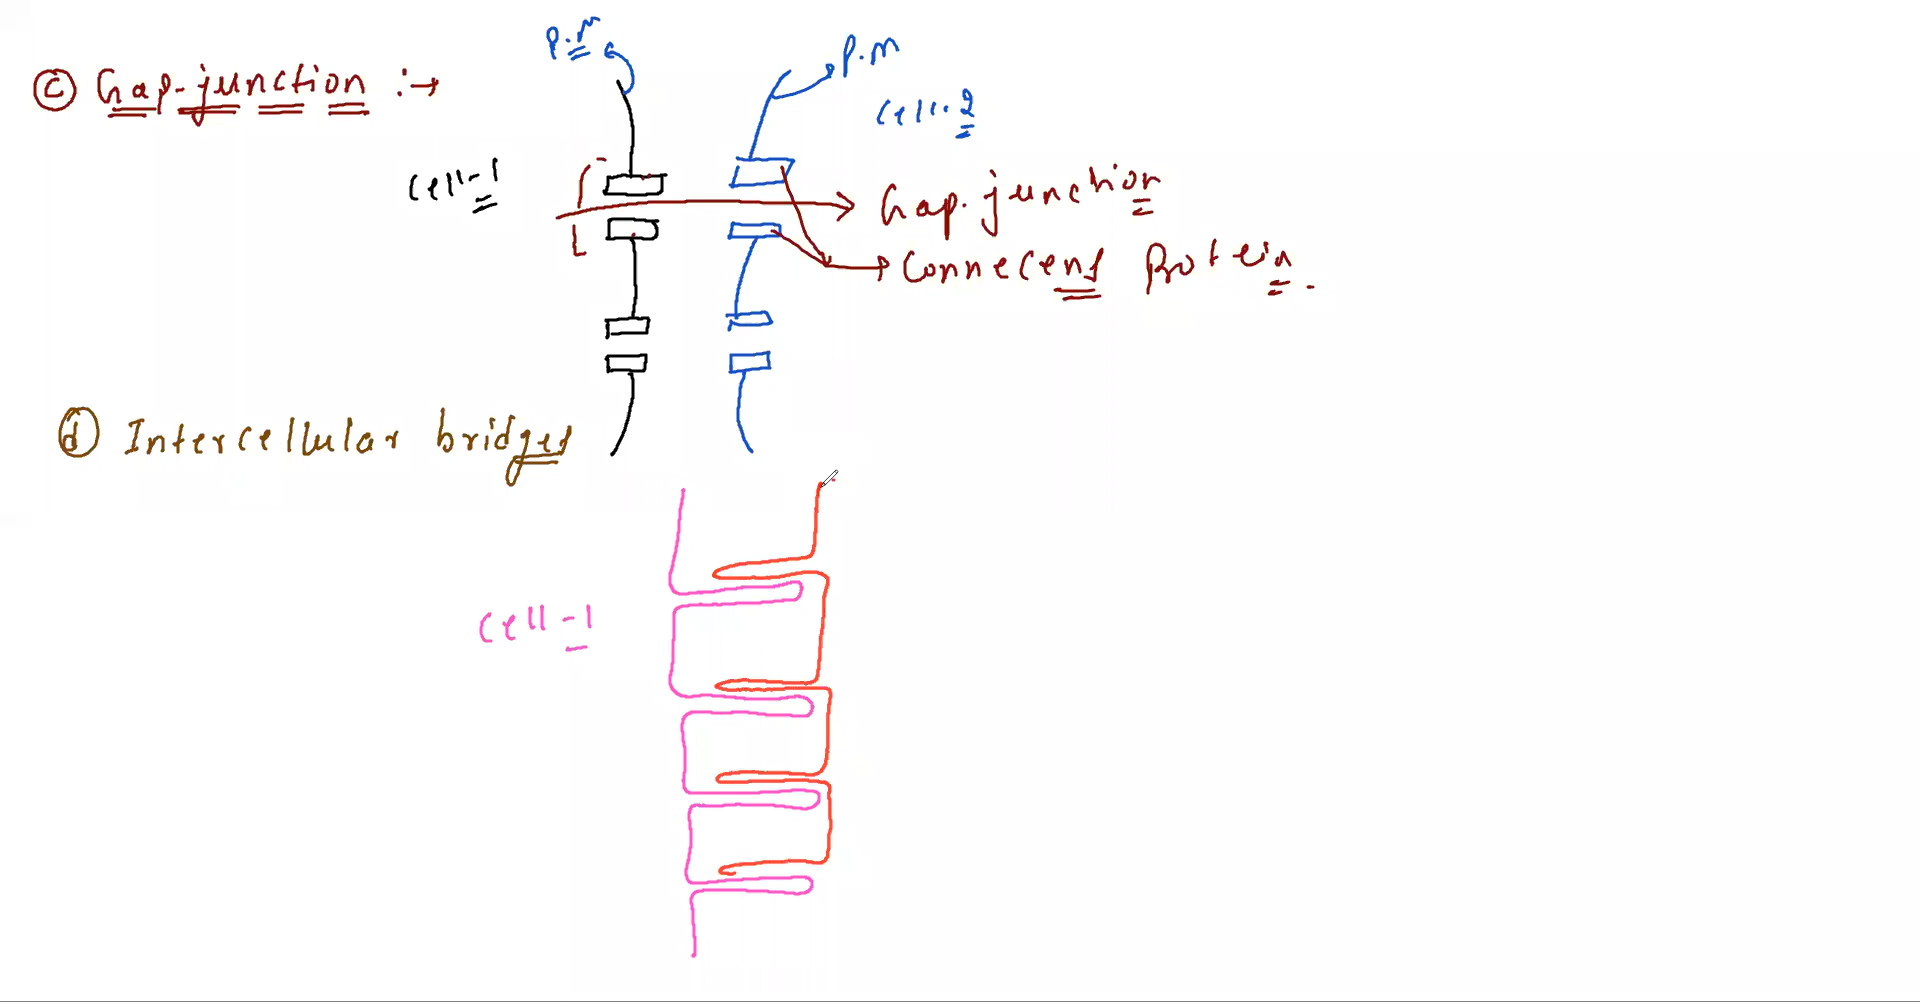 P.M
P.M
(c) Gap-junction :→
Cell-2
Cell-1
Gap-junction
Connecens Protein.
(d) Intercellular bridges
Cell-1